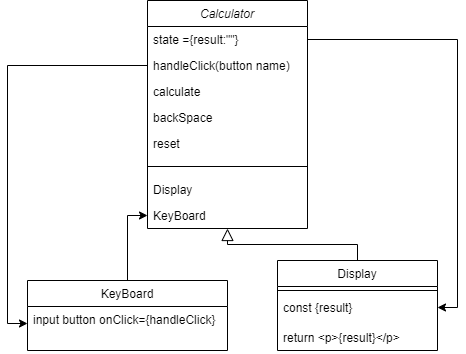 Calculator
state ={result:""}
handleClick(button name)
calculate
backSpace
reset
Display
KeyBoard
KeyBoard
input button onClick={handleClick}
Display
const {result}
return <p>{result}</p>